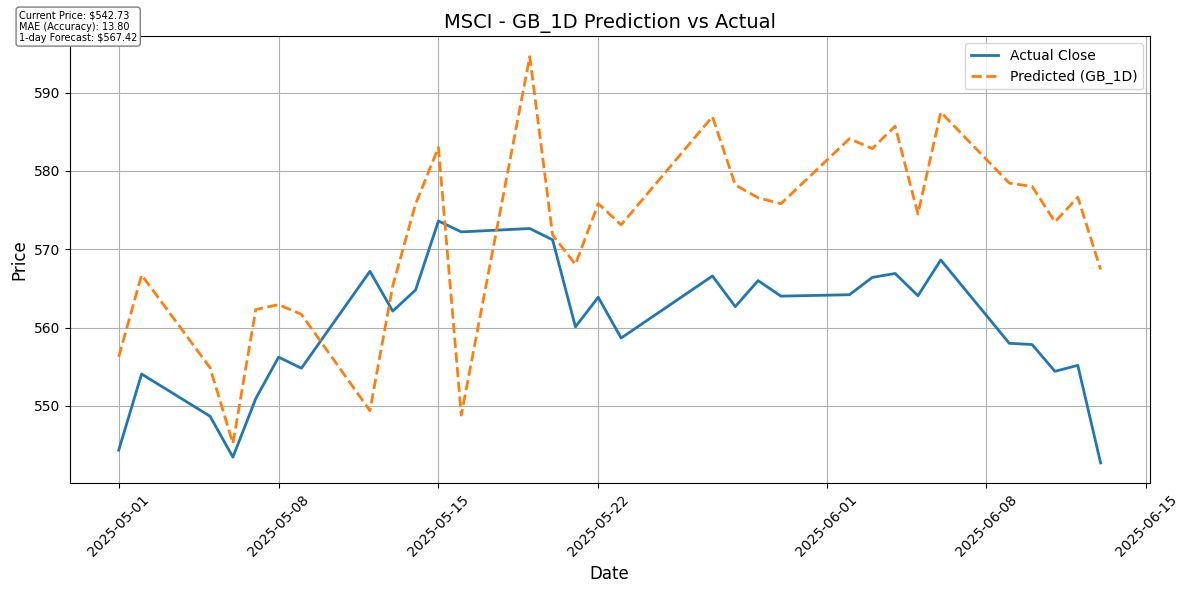 Current Price: $542.73
MAE (Accuracy): 13.80
1-day Forecast: $567.42
MSCI - GB_1D Prediction vs Actual
Actual Close
Predicted (GB_1D)
Price
590
580
570
560
550
2025-05-01
2025-05-08
2025-05-15
2025-05-22
2025-06-01
2025-06-08
2025-06-15
Date